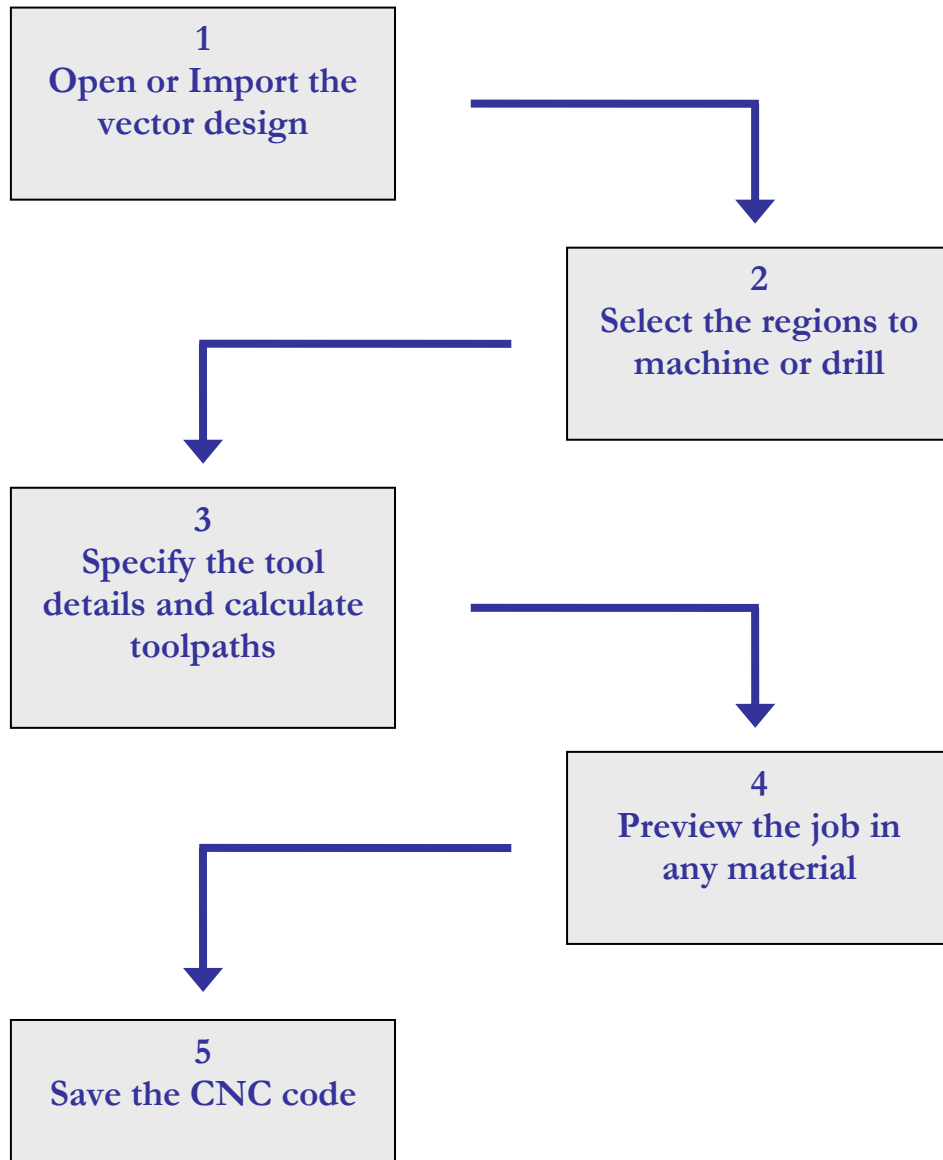 1
Open or Import the
vector design
2
Select the regions to
machine or drill
3
Specify the tool
details and calculate
toolpaths
4
Preview the job in
any material
5
Save the CNC code